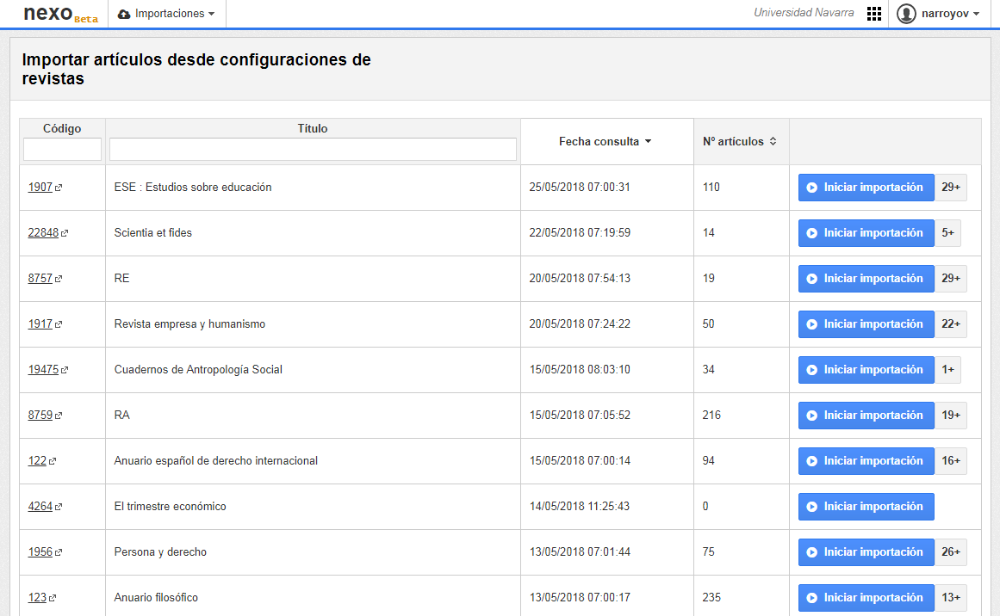 nexo Beta Importaciones Universidad Navarra narroyov
Importar artículos desde configuraciones de
revistas
Código Título Fecha consulta Nº artículos
1907 ESE : Estudios sobre educación 25/05/2018 07:00:31 110 Iniciar importación 29+
22848 Scientia et fides 22/05/2018 07:19:59 14 Iniciar importación 5+
8757 RE 20/05/2018 07:54:13 19 Iniciar importación 29+
1917 Revista empresa y humanismo 20/05/2018 07:24:22 50 Iniciar importación 22+
19475 Cuadernos de Antropología Social 15/05/2018 08:03:10 34 Iniciar importación 1+
8759 RA 15/05/2018 07:05:52 216 Iniciar importación 19+
122 Anuario español de derecho internacional 15/05/2018 07:00:14 94 Iniciar importación 16+
4264 El trimestre económico 14/05/2018 11:25:43 0 Iniciar importación
1956 Persona y derecho 13/05/2018 07:01:44 75 Iniciar importación 26+
123 Anuario filosófico 13/05/2018 07:00:17 235 Iniciar importación 13+